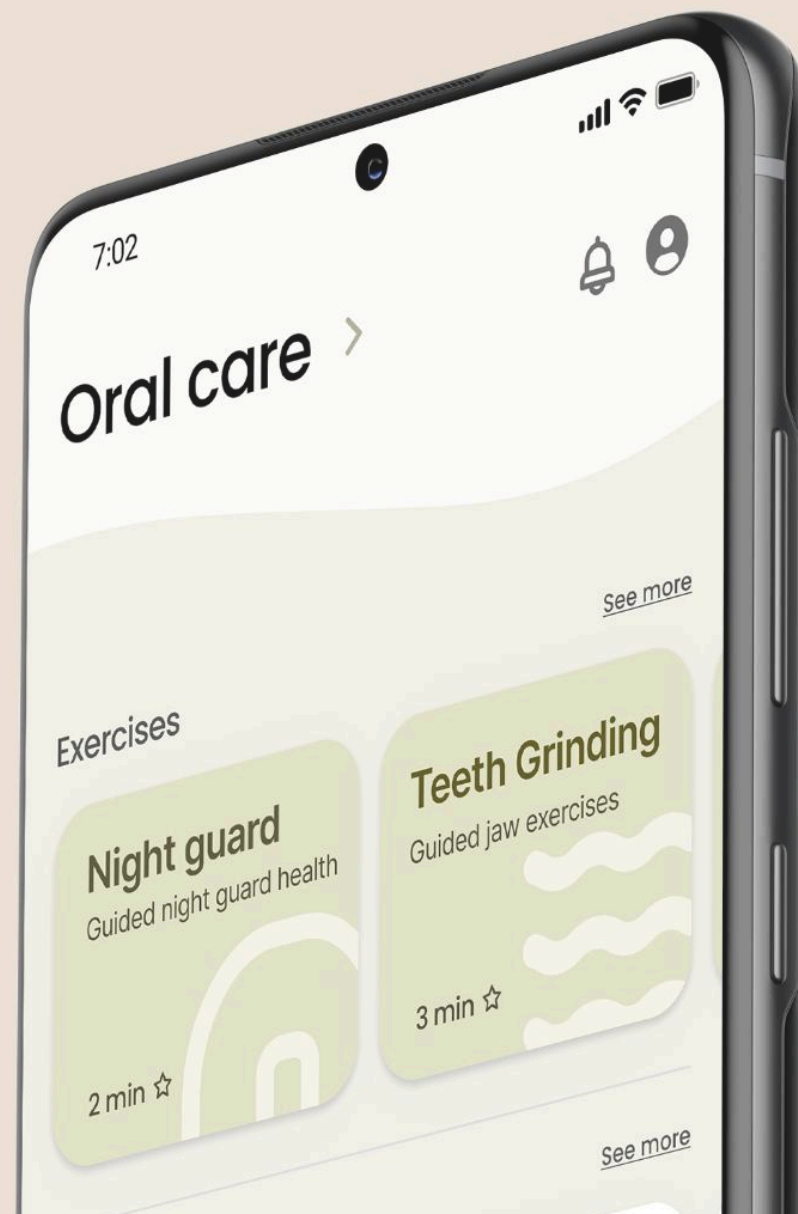 7:02
Oral care
See more
Exercises
Night guard
Guided night guard health
2 min
Teeth Grinding
Guided jaw exercises
3 min
See more